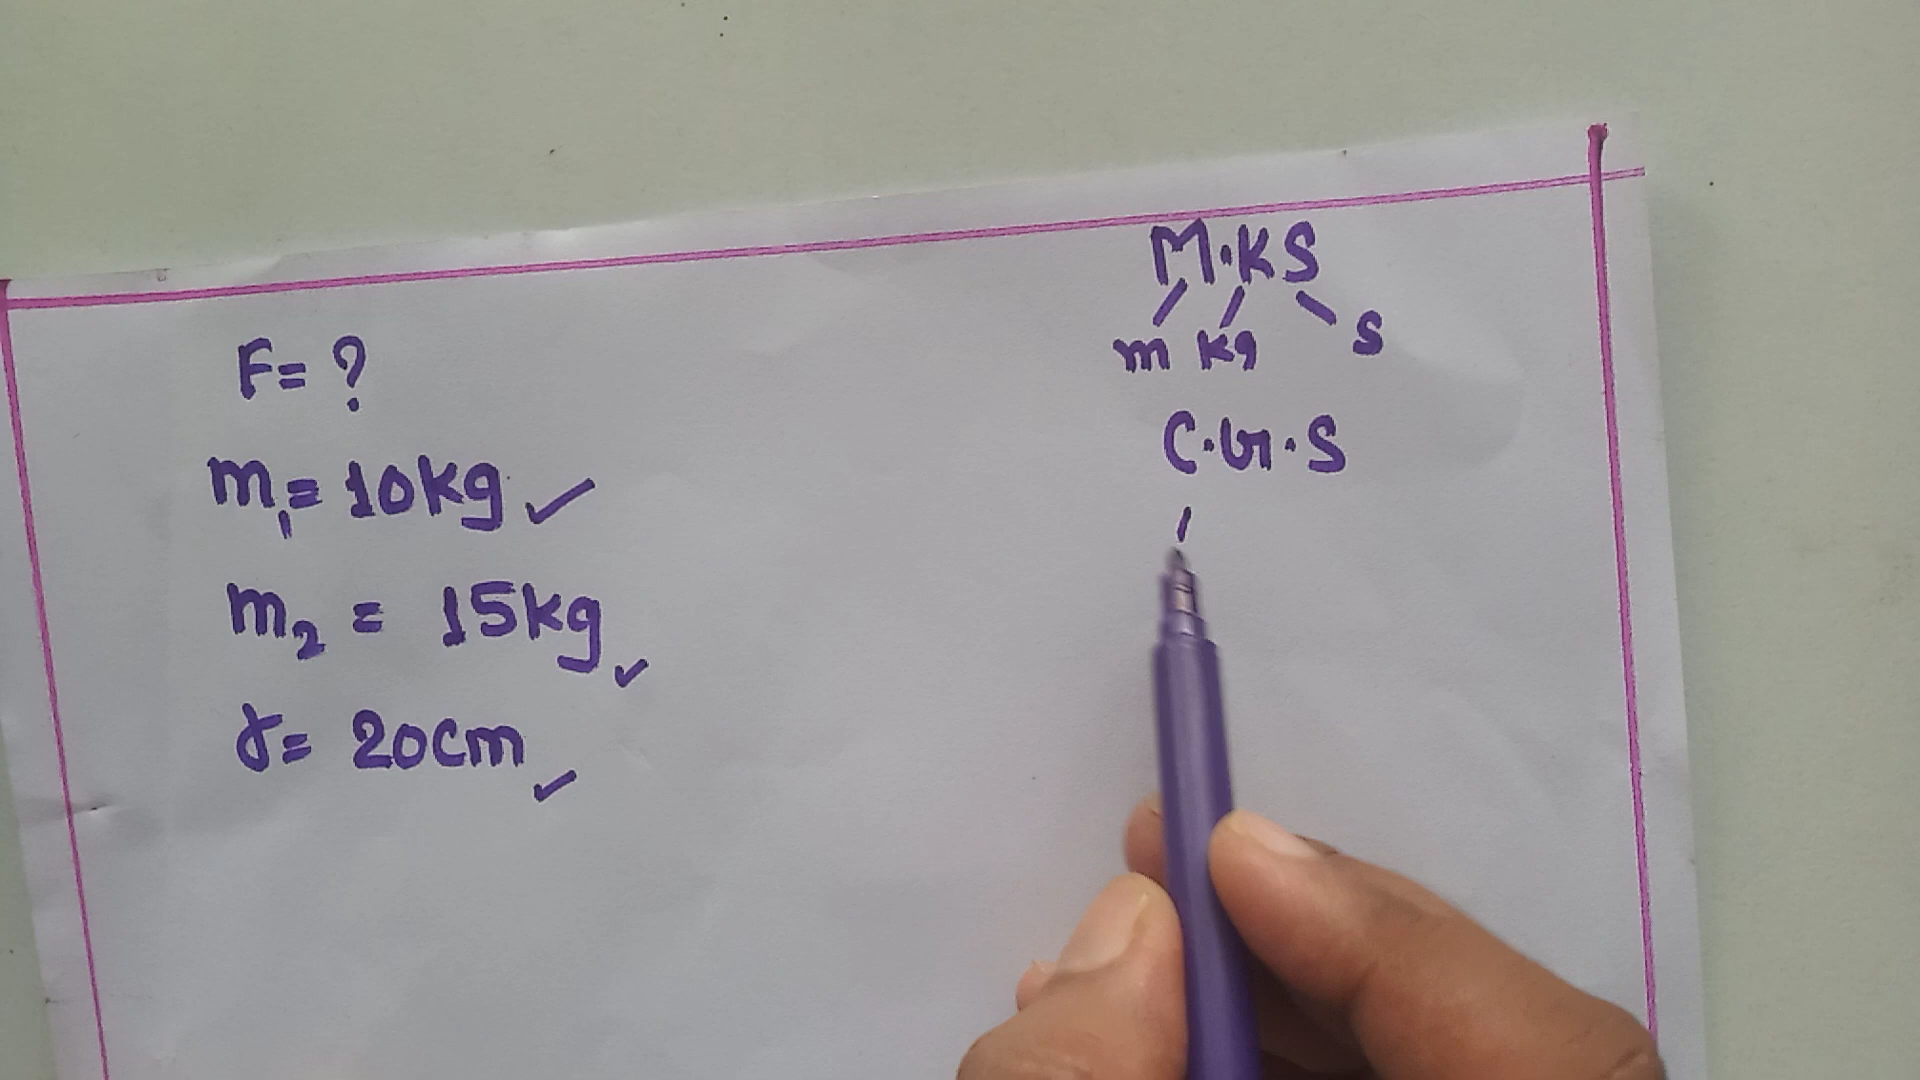 F= ?
m₁= 10kg ✓
m₂ = 15kg ✓
r= 20cm ✓
M.KS
m kg s
C.G.S